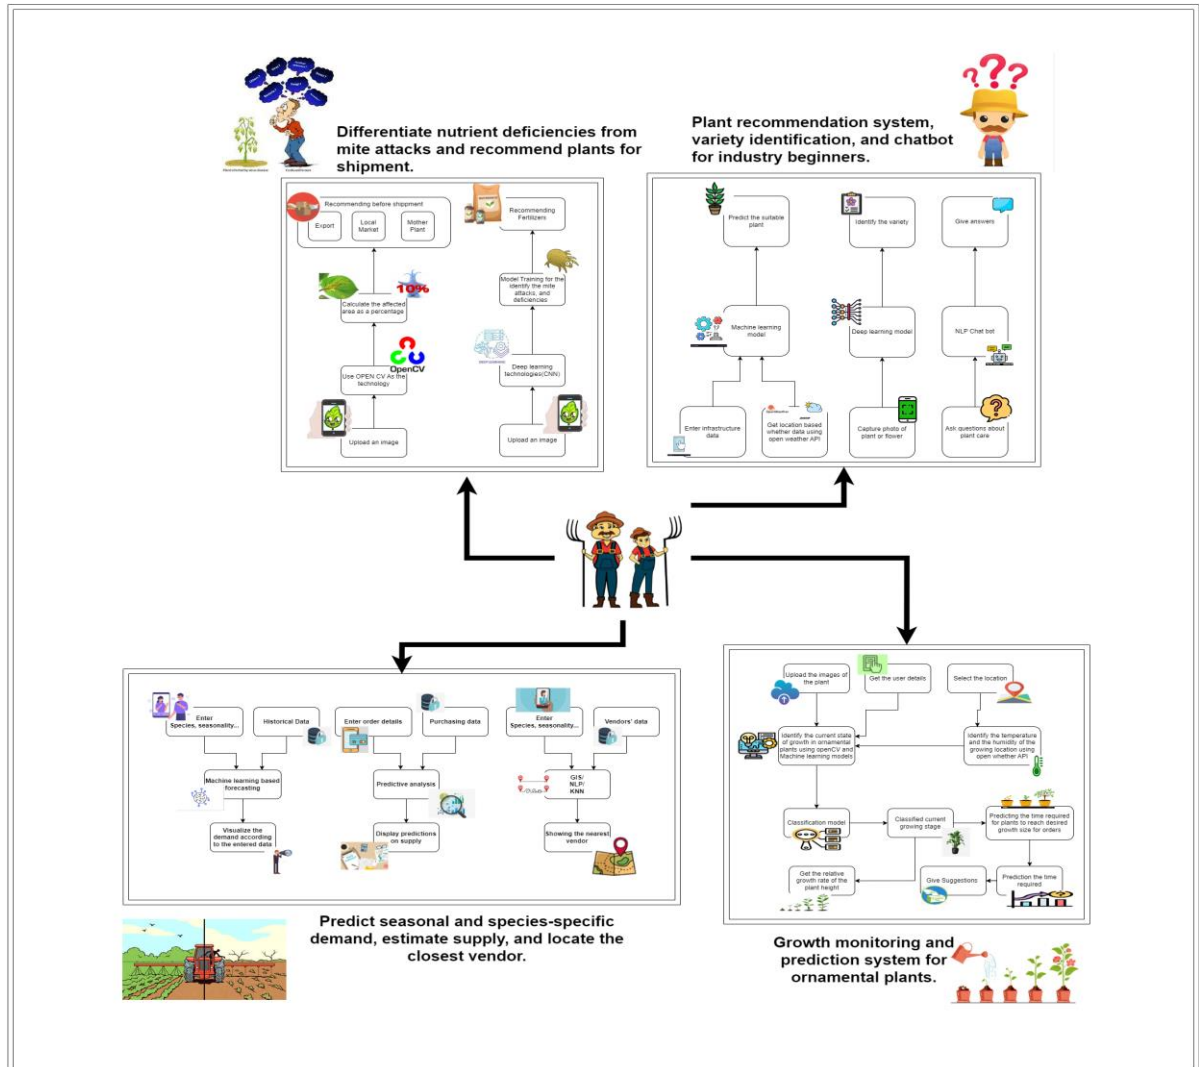 Differentiate nutrient deficiencies from
mite attacks and recommend plants for
shipment.
Recommending before shippment
Export
Local
Market
Mother
Plant
Recommending
Fertilizers
10%
Calculate the affected
area as a percentage
Model Training for the
identify the mite
attacks, and
deficiencies
OpenCV
Use OPEN CV As the
technology
Deep learning
technologies(CNN)
Upload an image
Upload an image
Plant recommendation system,
variety identification, and chatbot
for industry beginners.
Predict the suitable
plant
Identify the variety
Give answers
Machine learning
model
Deep learning model
NLP Chat bot
Enter infrastructure
data
Get location based
whether data using
open weather API
Capture photo of
plant or flower
Ask questions about
plant care
Enter
Species, seasonality...
Historical Data
Enter order details
Purchasing data
Enter
Species, seasonality...
Vendors' data
Machine learning based
forecasting
Predictive analysis
GIS/
NLP/
KNN
Visualize the
demand according
to the entered data
Display predictions
on supply
Showing the nearest
vendor
Predict seasonal and species-specific
demand, estimate supply, and locate the
closest vendor.
Upload the images of
the plant
Get the user details
Select the location
Identify the current state
of growth in ornamental
plants using openCV and
Machine learning models
Identify the temperature
and the humidity of the
growing location using
open whether API
Classification model
Classified current
growing stage
Predicting the time required
for plants to reach desired
growth size for orders
Get the relative
growth rate of the
plant height
Give Suggestions
Prediction the time
required
Growth monitoring and
prediction system for
ornamental plants.